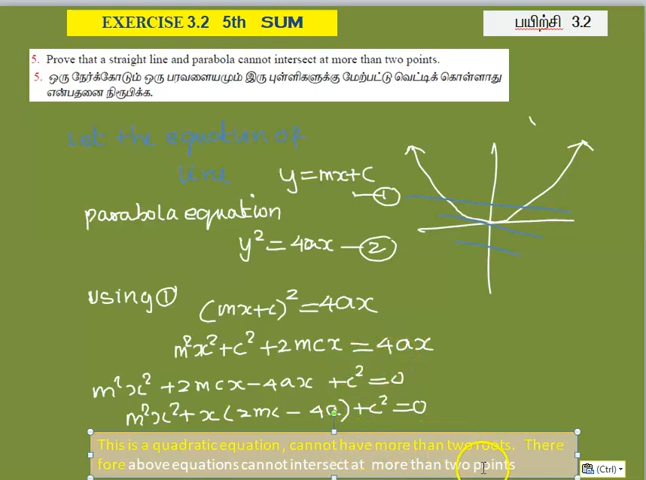 EXERCISE 3.2 5th SUM
பயிற்சி 3.2
5. Prove that a straight line and parabola cannot intersect at more than two points.
5. ஒரு நேர்க்கோடும் ஒரு பரவளையமும் இரு புள்ளிகளுக்கு மேற்பட்டு வெட்டிக் கொள்ளாது
என்பதனை நிரூபிக்க.
Let the equation of
line
y = mx + c
①
parabola equation
y² = 4ax — ②
using ①
(mx+c)² = 4ax
m²x² + c² + 2mcx = 4ax
m²x² + 2mcx – 4ax + c² = 0
m²x² + x(2mc – 4a) + c² = 0
This is a quadratic equation, cannot have more than two roots. There
fore above equations cannot intersect at more than two points
(Ctrl)